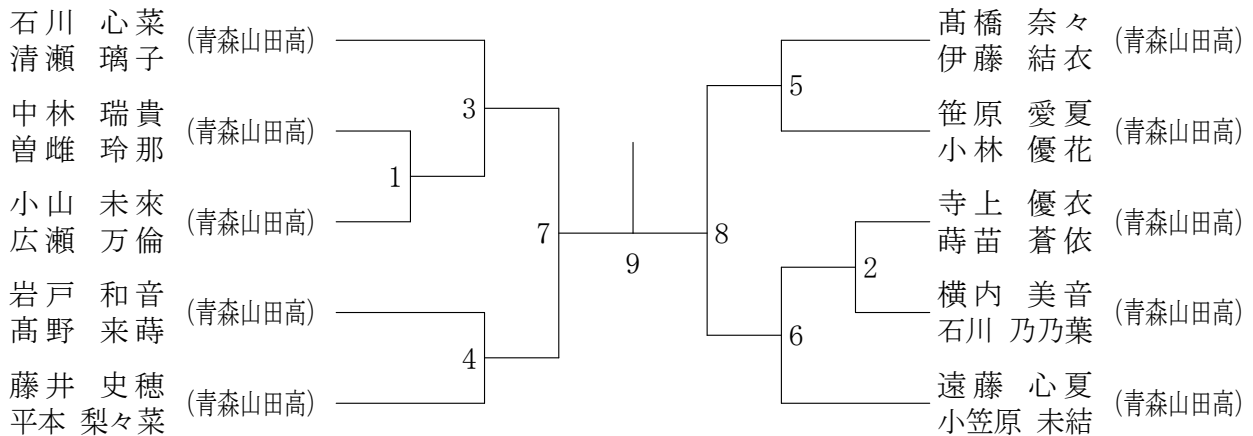 石川 心菜
清瀬 璃子
(青森山田高)
中林 瑞貴
曽雌 玲那
(青森山田高)
小山 未來
広瀬 万倫
(青森山田高)
岩戸 和音
髙野 来蒔
(青森山田高)
藤井 史穂
平本 梨々菜
(青森山田高)
1
3
4
7
9
8
5
6
2
髙橋 奈々
伊藤 結衣
(青森山田高)
笹原 愛夏
小林 優花
(青森山田高)
寺上 優衣
蒔苗 蒼依
(青森山田高)
横内 美音
石川 乃乃葉
(青森山田高)
遠藤 心夏
小笠原 未結
(青森山田高)